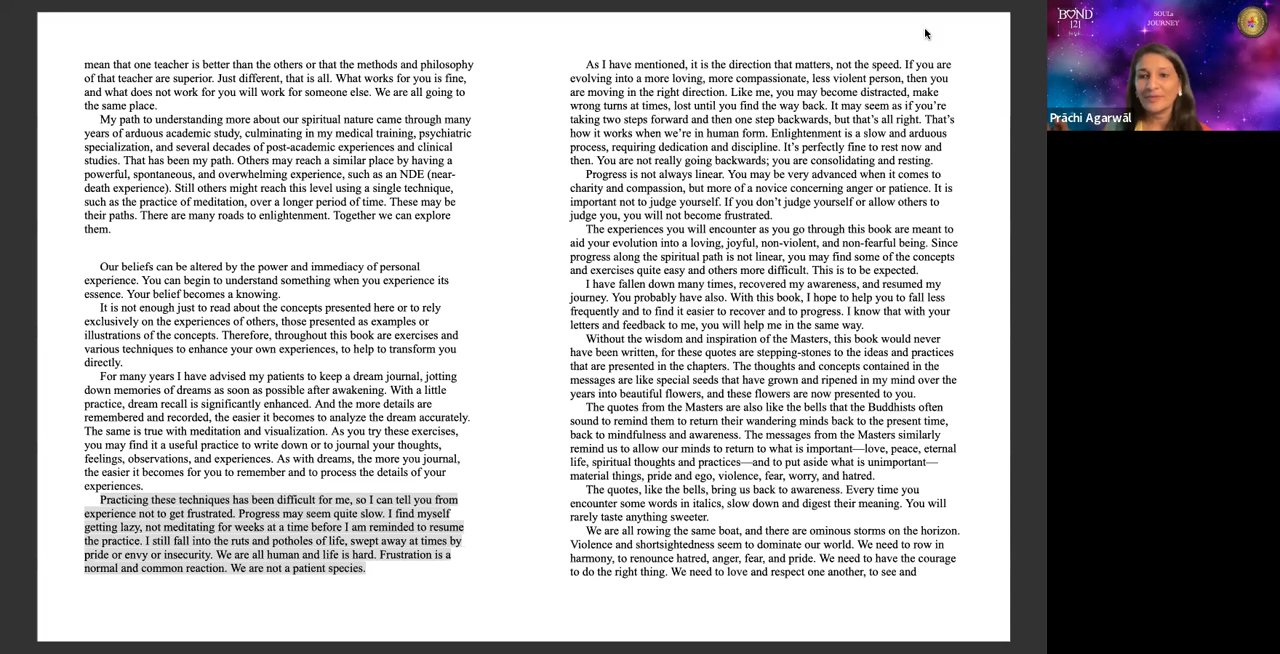 mean that one teacher is better than the others or that the methods and philosophy
of that teacher are superior. Just different, that is all. What works for you is fine,
and what does not work for you will work for someone else. We are all going to
the same place.
My path to understanding more about our spiritual nature came through many
years of arduous academic study, culminating in my medical training, psychiatric
specialization, and several decades of post-academic experiences and clinical
studies. That has been my path. Others may reach a similar place by having a
powerful, spontaneous, and overwhelming experience, such as an NDE (near-
death experience). Still others might reach this level using a single technique,
such as the practice of meditation, over a longer period of time. These may be
their paths. There are many roads to enlightenment. Together we can explore
them.
Our beliefs can be altered by the power and immediacy of personal
experience. You can begin to understand something when you experience its
essence. Your belief becomes a knowing.
It is not enough just to read about the concepts presented here or to rely
exclusively on the experiences of others, those presented as examples or
illustrations of the concepts. Therefore, throughout this book are exercises and
various techniques to enhance your own experiences, to help to transform you
directly.
For many years I have advised my patients to keep a dream journal, jotting
down memories of dreams as soon as possible after awakening. With a little
practice, dream recall is significantly enhanced. And the more details are
remembered and recorded, the easier it becomes to analyze the dream accurately.
The same is true with meditation and visualization. As you try these exercises,
you may find it a useful practice to write down or to journal your thoughts,
feelings, observations, and experiences. As with dreams, the more you journal,
the easier it becomes for you to remember and to process the details of your
experiences.
Practicing these techniques has been difficult for me, so I can tell you from
experience not to get frustrated. Progress may seem quite slow. I find myself
getting lazy, not meditating for weeks at a time before I am reminded to resume
the practice. I still fall into the ruts and potholes of life, swept away at times by
pride or envy or insecurity. We are all human and life is hard. Frustration is a
normal and common reaction. We are not a patient species.
As I have mentioned, it is the direction that matters, not the speed. If you are
evolving into a more loving, more compassionate, less violent person, then you
are moving in the right direction. Like me, you may become distracted, make
wrong turns at times, lost until you find the way back. It may seem as if you're
taking two steps forward and then one step backwards, but that's all right. That's
how it works when we're in human form. Enlightenment is a slow and arduous
process, requiring dedication and discipline. It's perfectly fine to rest now and
then. You are not really going backwards; you are consolidating and resting.
Progress is not always linear. You may be very advanced when it comes to
charity and compassion, but more of a novice concerning anger or patience. It is
important not to judge yourself. If you don't judge yourself or allow others to
judge you, you will not become frustrated.
The experiences you will encounter as you go through this book are meant to
aid your evolution into a loving, joyful, non-violent, and non-fearful being. Since
progress along the spiritual path is not linear, you may find some of the concepts
and exercises quite easy and others more difficult. This is to be expected.
I have fallen down many times, recovered my awareness, and resumed my
journey. You probably have also. With this book, I hope to help you to fall less
frequently and to find it easier to recover and to progress. I know that with your
letters and feedback to me, you will help me in the same way.
Without the wisdom and inspiration of the Masters, this book would never
have been written, for these quotes are stepping-stones to the ideas and practices
that are presented in the chapters. The thoughts and concepts contained in the
messages are like special seeds that have grown and ripened in my mind over the
years into beautiful flowers, and these flowers are now presented to you.
The quotes from the Masters are also like the bells that the Buddhists often
sound to remind them to return their wandering minds back to the present time,
back to mindfulness and awareness. The messages from the Masters similarly
remind us to allow our minds to return to what is important—love, peace, eternal
life, spiritual thoughts and practices—and to put aside what is unimportant—
material things, pride and ego, violence, fear, worry, and hatred.
The quotes, like the bells, bring us back to awareness. Every time you
encounter some words in italics, slow down and digest their meaning. You will
rarely taste anything sweeter.
We are all rowing the same boat, and there are ominous storms on the horizon.
Violence and shortsightedness seem to dominate our world. We need to row in
harmony, to renounce hatred, anger, fear, and pride. We need to have the courage
to do the right thing. We need to love and respect one another, to see and
BOND
121
SOULs
JOURNEY
Prāchi Agarwāl